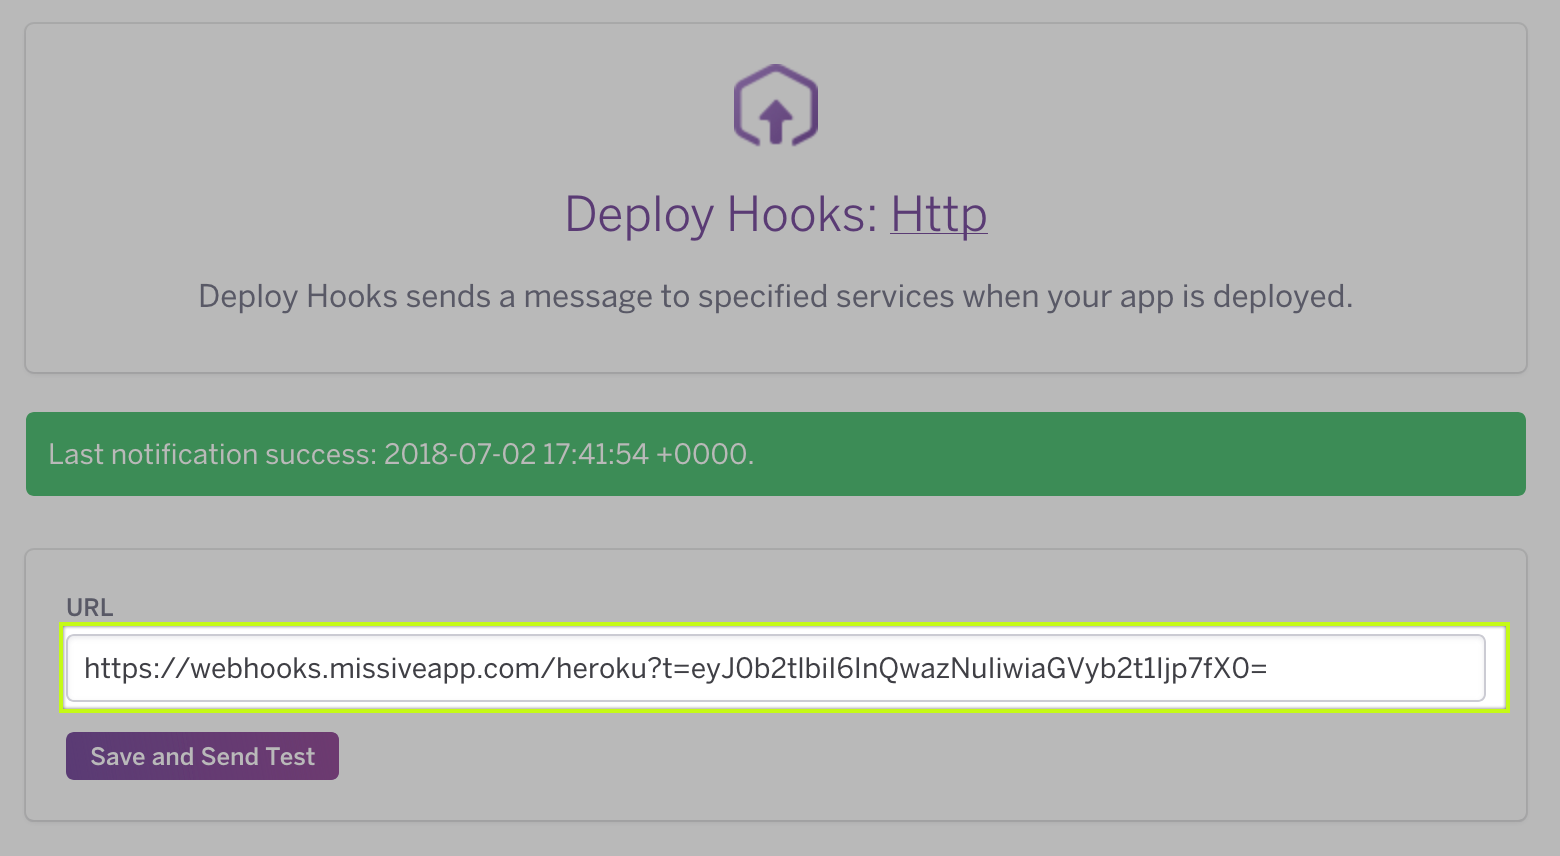 Deploy Hooks: Http
Deploy Hooks sends a message to specified services when your app is deployed.
Last notification success: 2018-07-02 17:41:54 +0000.
URL
https://webhooks.missiveapp.com/heroku?t=eyJ0b2tlbiI6InQwazNuIiwiaGVyb2t1Ijp7fX0=
Save and Send Test